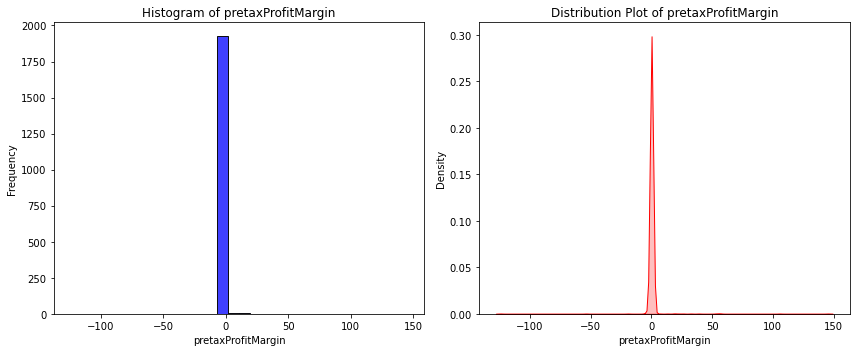 Histogram of pretaxProfitMargin
Frequency
2000
1750
1500
1250
1000
750
500
250
0
−100 −50 0 50 100 150
pretaxProfitMargin
Distribution Plot of pretaxProfitMargin
Density
0.30
0.25
0.20
0.15
0.10
0.05
0.00
−100 −50 0 50 100 150
pretaxProfitMargin